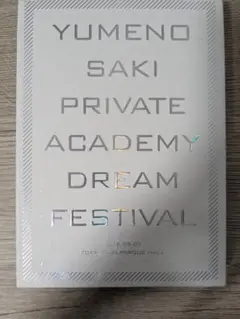 YUMENO
SAKI
PRIVATE
ACADEMY
DREAM
FESTIVAL